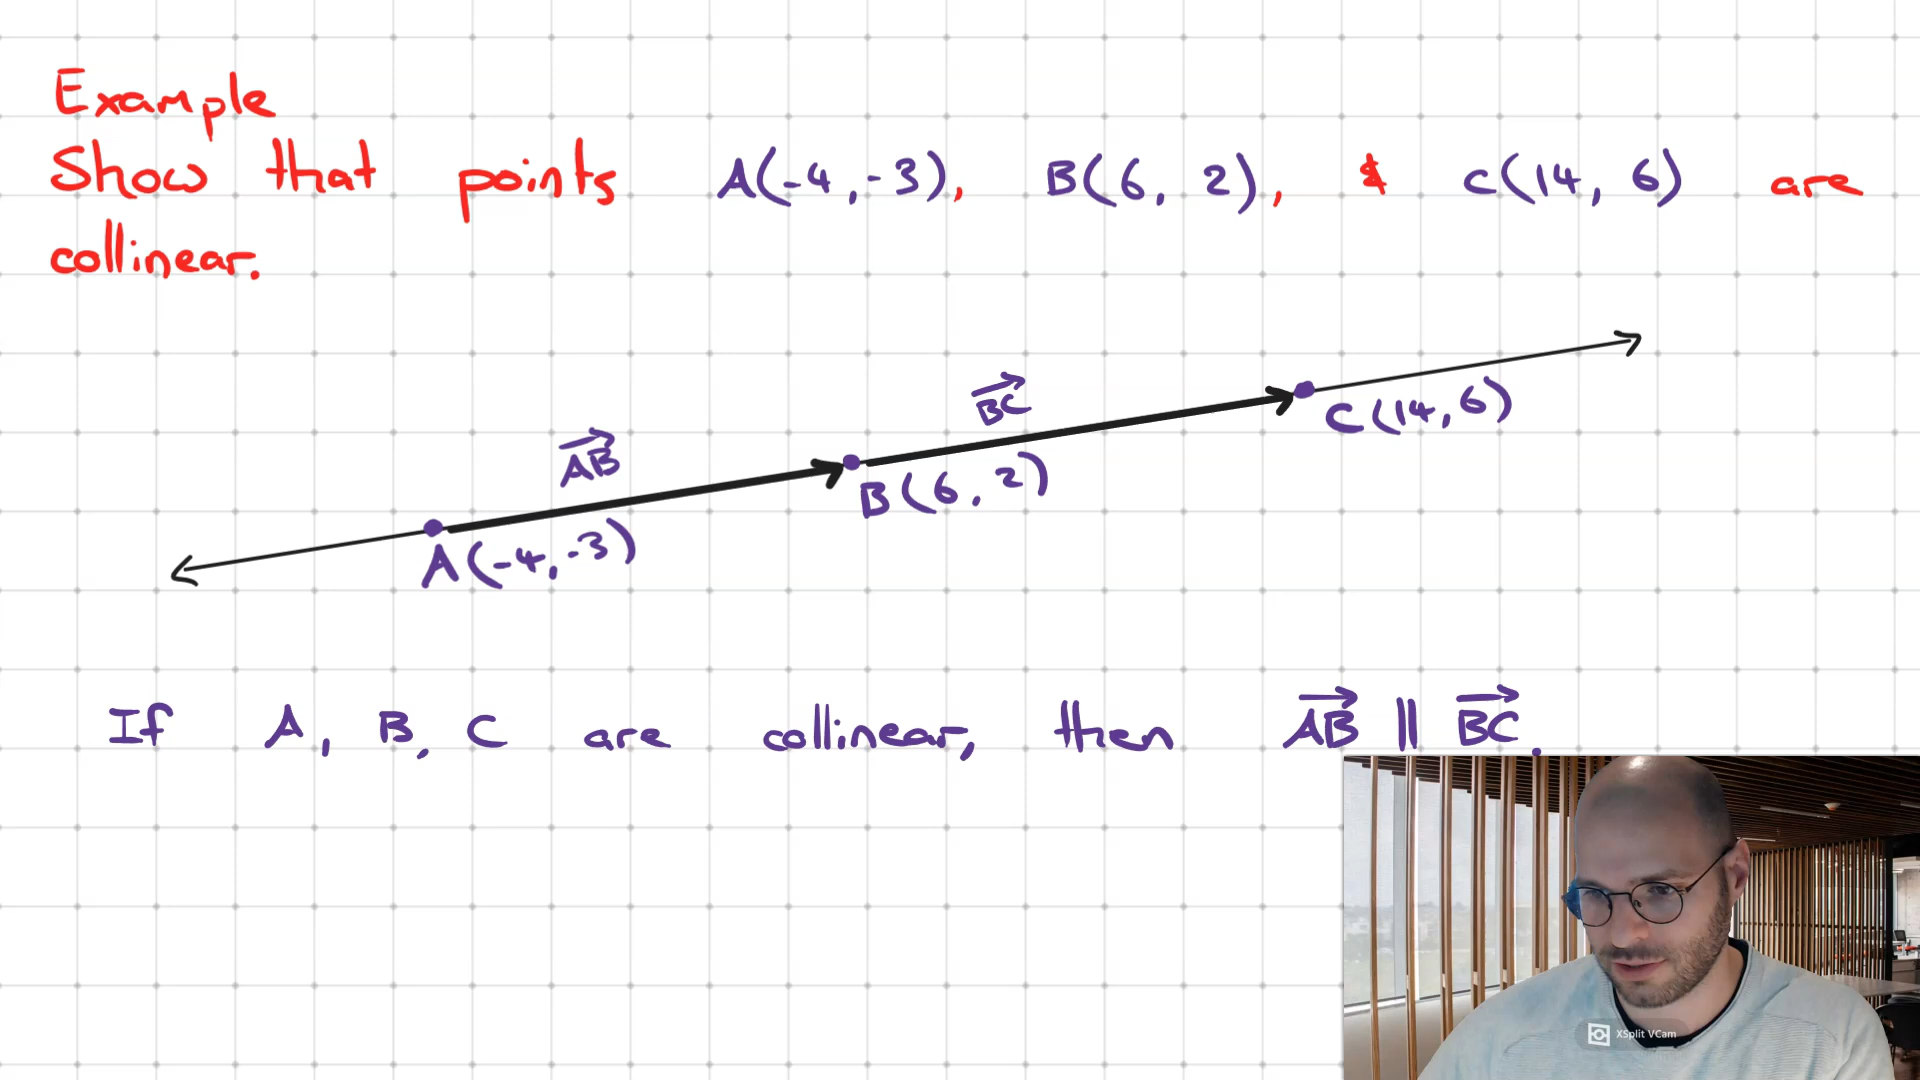 Example
Show that points A(-4,-3), B(6, 2), & C(14, 6) are
collinear.
BC
C(14,6)
AB
B(6,2)
A(-4,-3)
If A, B, C are collinear, then AB || BC.
XSplit VCam